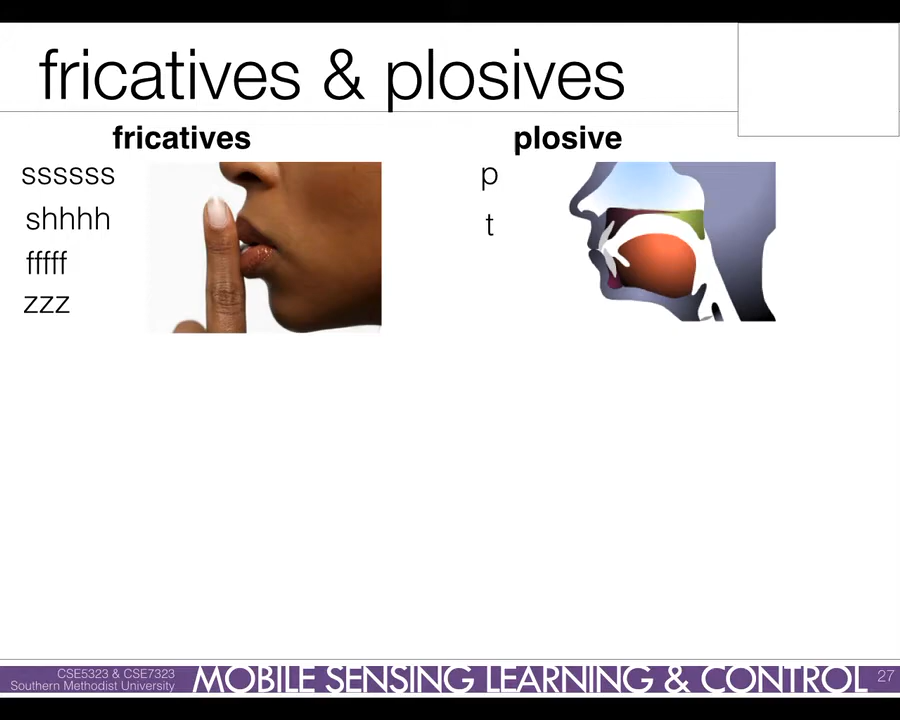 fricatives & plosives
fricatives
ssssss
shhhh
fffff
zzz
plosive
p
t
CSE5323 & CSE7323
Southern Methodist University
MOBILE SENSING LEARNING & CONTROL
27